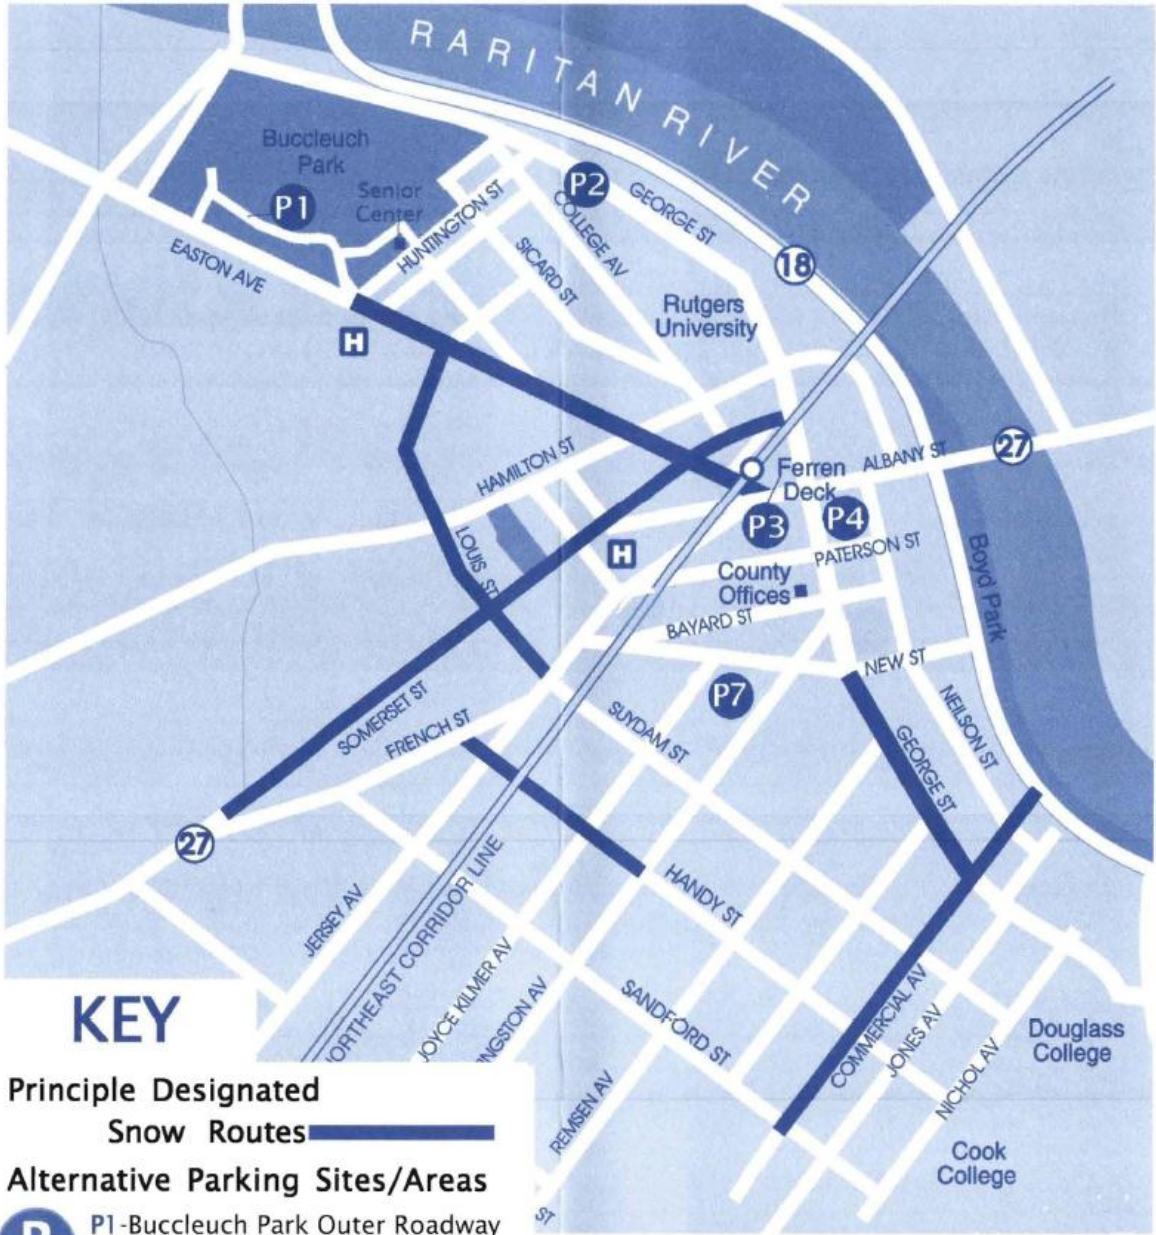 RARITAN RIVER
Buccleuch
Park
P1
Senior
Center
P2
HUNTINGTON ST
COLLEGE AV
GEORGE ST
EASTON AVE
SICARD ST
18
Rutgers
University
H
HAMILTON ST
ALBANY ST
27
Ferren
Deck
P3
P4
LOUIS ST
H
PATERSON ST
County
Offices
Boyd Park
BAYARD ST
NEW ST
P7
SOMERSET ST
FRENCH ST
SUYDAM ST
NEILSON ST
GEORGE ST
27
HANDY ST
JERSEY AV
NORTHEAST CORRIDOR LINE
JOYCE KILMER AV
INGSTON AV
SANDFORD ST
COMMERCIAL AV
JONES AV
NICHOL AV
Douglass
College
REMSEN AV
Cook
College
ST
KEY
Principle Designated
Snow Routes
Alternative Parking Sites/Areas
P P1-Buccleuch Park Outer Roadway